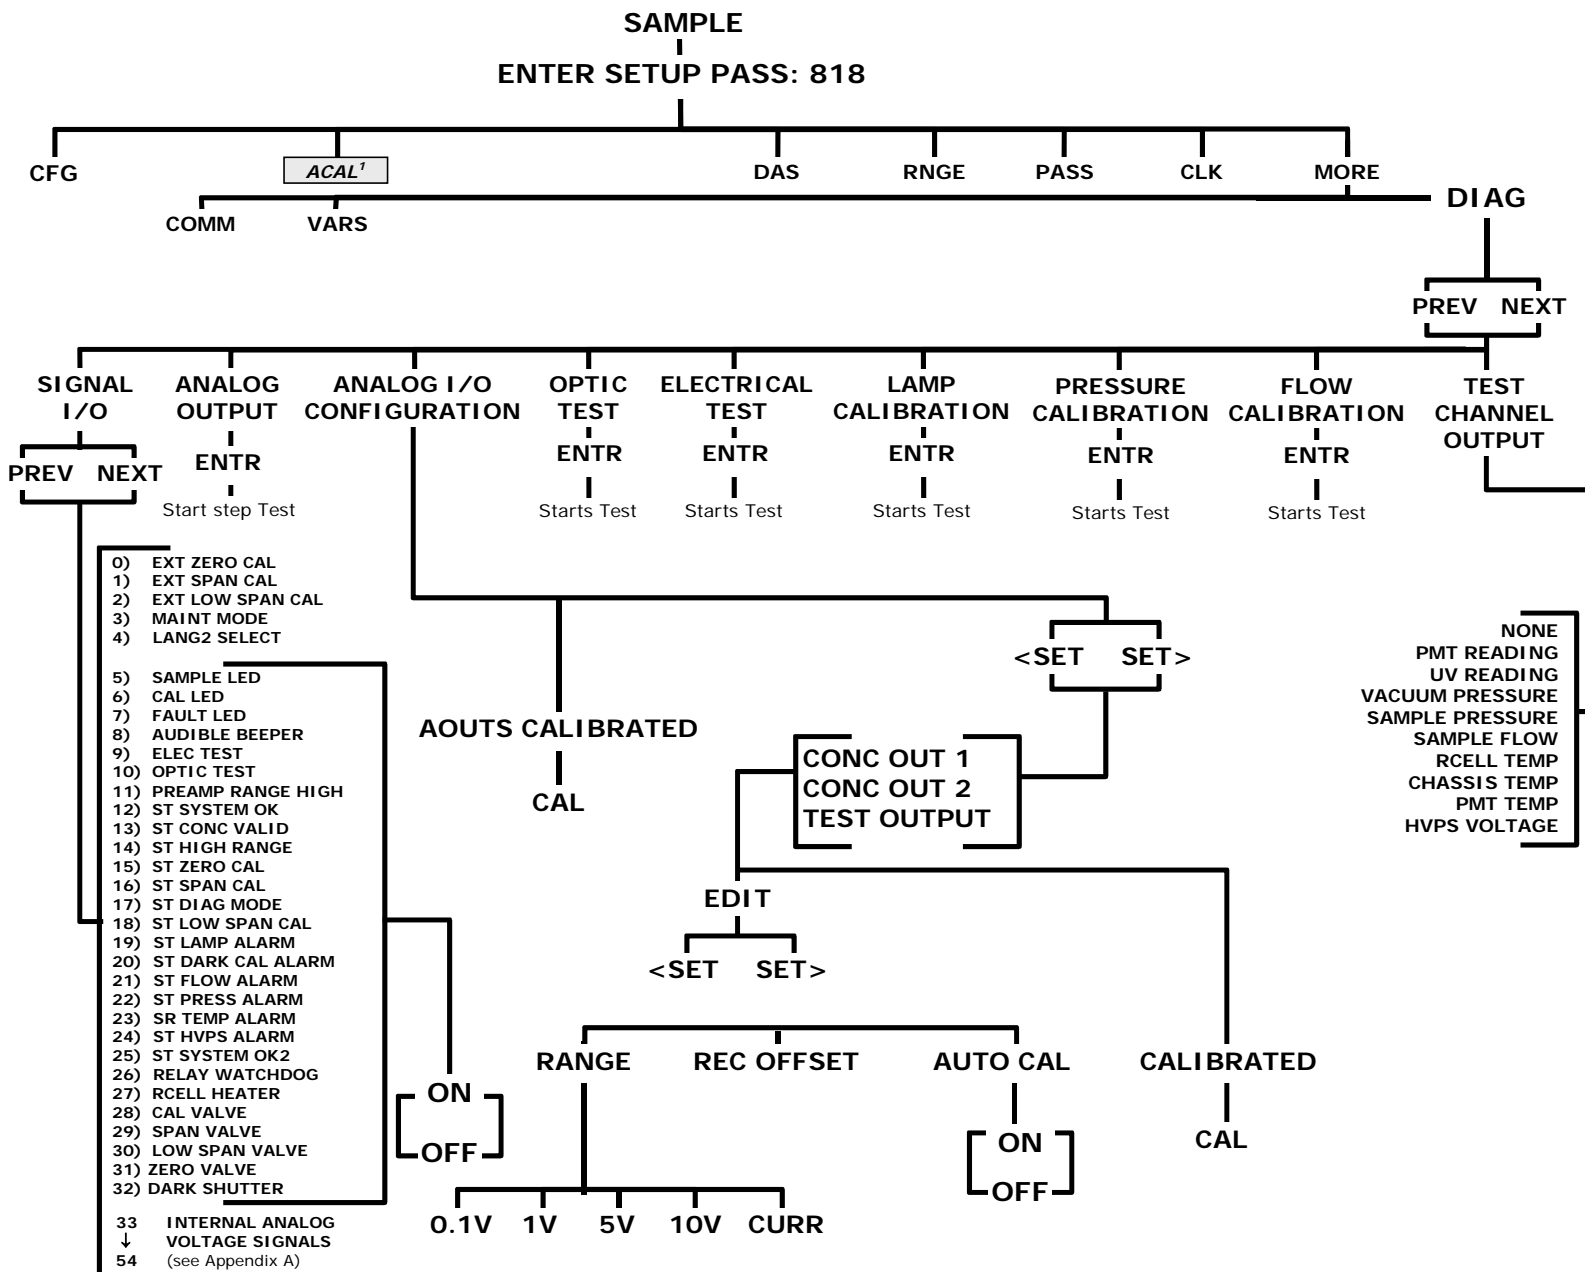 SAMPLE
ENTER SETUP PASS: 818
CFG
ACAL¹
DAS
RNGE
PASS
CLK
MORE
COMM
VARS
DIAG
PREV NEXT
SIGNAL
I/O
ANALOG
OUTPUT
ANALOG I/O
CONFIGURATION
OPTIC
TEST
ELECTRICAL
TEST
LAMP
CALIBRATION
PRESSURE
CALIBRATION
FLOW
CALIBRATION
TEST
CHANNEL
OUTPUT
PREV NEXT
ENTR
ENTR
ENTR
ENTR
ENTR
ENTR
Start step Test
Starts Test
Starts Test
Starts Test
Starts Test
Starts Test
0) EXT ZERO CAL
1) EXT SPAN CAL
2) EXT LOW SPAN CAL
3) MAINT MODE
4) LANG2 SELECT
5) SAMPLE LED
6) CAL LED
7) FAULT LED
8) AUDIBLE BEEPER
9) ELEC TEST
10) OPTIC TEST
11) PREAMP RANGE HIGH
12) ST SYSTEM OK
13) ST CONC VALID
14) ST HIGH RANGE
15) ST ZERO CAL
16) ST SPAN CAL
17) ST DIAG MODE
18) ST LOW SPAN CAL
19) ST LAMP ALARM
20) ST DARK CAL ALARM
21) ST FLOW ALARM
22) ST PRESS ALARM
23) SR TEMP ALARM
24) ST HVPS ALARM
25) ST SYSTEM OK2
26) RELAY WATCHDOG
27) RCELL HEATER
28) CAL VALVE
29) SPAN VALVE
30) LOW SPAN VALVE
31) ZERO VALVE
32) DARK SHUTTER
33 INTERNAL ANALOG
↓ VOLTAGE SIGNALS
54 (see Appendix A)
ON
OFF
AOUTS CALIBRATED
CAL
<SET SET>
CONC OUT 1
CONC OUT 2
TEST OUTPUT
EDIT
<SET SET>
RANGE
REC OFFSET
AUTO CAL
CALIBRATED
ON
OFF
CAL
0.1V
1V
5V
10V
CURR
NONE
PMT READING
UV READING
VACUUM PRESSURE
SAMPLE PRESSURE
SAMPLE FLOW
RCELL TEMP
CHASSIS TEMP
PMT TEMP
HVPS VOLTAGE